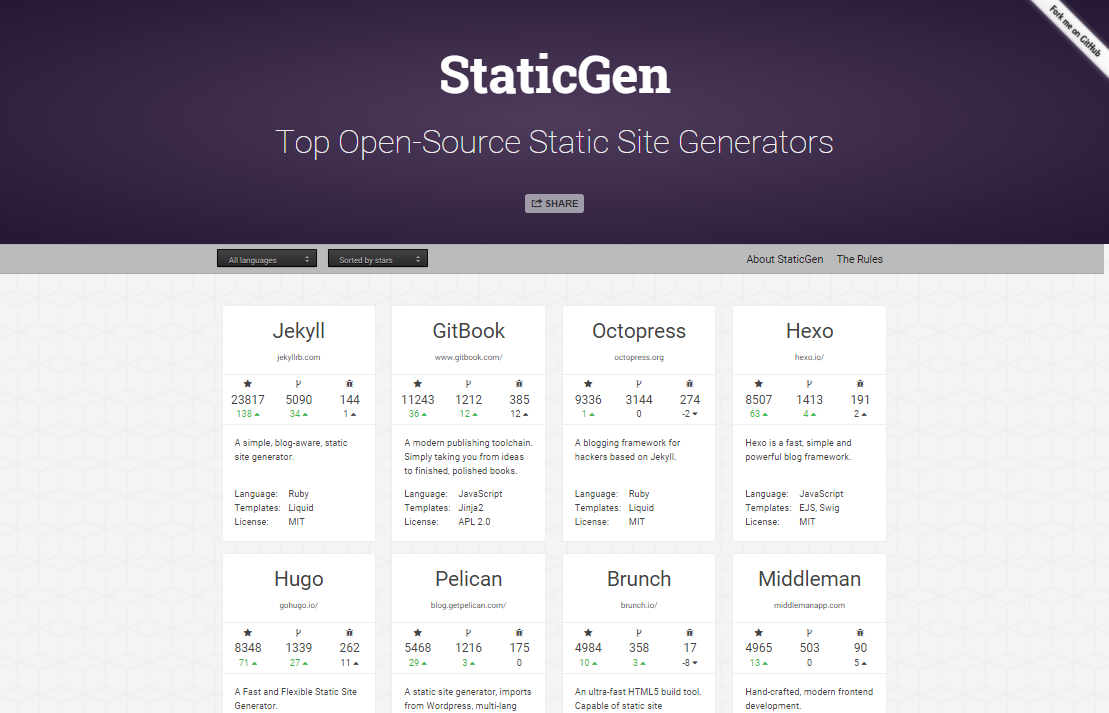 Fork me on GitHub
StaticGen
Top Open-Source Static Site Generators
SHARE
All languages
Sorted by stars
About StaticGen
The Rules
Jekyll
jekyllrb.com
23817 5090 144
138 34 1
A simple, blog-aware, static
site generator.
Language: Ruby
Templates: Liquid
License: MIT
GitBook
www.gitbook.com/
11243 1212 385
36 12 12
A modern publishing toolchain.
Simply taking you from ideas
to finished, polished books.
Language: JavaScript
Templates: Jinja2
License: APL 2.0
Octopress
octopress.org
9336 3144 274
1 0 -2
A blogging framework for
hackers based on Jekyll.
Language: Ruby
Templates: Liquid
License: MIT
Hexo
hexo.io/
8507 1413 191
63 4 2
Hexo is a fast, simple and
powerful blog framework.
Language: JavaScript
Templates: EJS, Swig
License: MIT
Hugo
gohugo.io/
8348 1339 262
71 27 11
A Fast and Flexible Static Site
Generator.
Pelican
blog.getpelican.com/
5468 1216 175
29 3 0
A static site generator, imports
from Wordpress, multi-lang
Brunch
brunch.io/
4984 358 17
10 3 -8
An ultra-fast HTML5 build tool.
Capable of static site
Middleman
middlemanapp.com
4965 503 90
13 0 5
Hand-crafted, modern frontend
development.